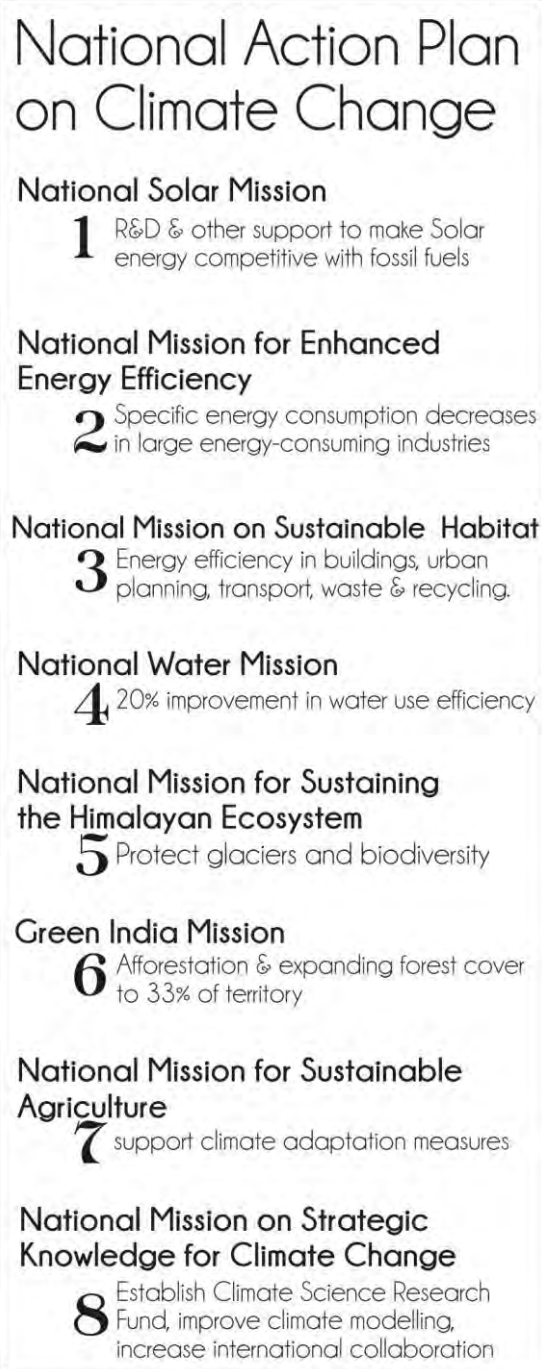 National Action Plan
on Climate Change
National Solar Mission
1 R&D & other support to make Solar
energy competitive with fossil fuels
National Mission for Enhanced
Energy Efficiency
2 Specific energy consumption decreases
in large energy-consuming industries
National Mission on Sustainable Habitat
3 Energy efficiency in buildings, urban
planning, transport, waste & recycling.
National Water Mission
4 20% improvement in water use efficiency
National Mission for Sustaining
the Himalayan Ecosystem
5 Protect glaciers and biodiversity
Green India Mission
6 Afforestation & expanding forest cover
to 33% of territory
National Mission for Sustainable
Agriculture
7 support climate adaptation measures
National Mission on Strategic
Knowledge for Climate Change
8 Establish Climate Science Research
Fund, improve climate modelling,
increase international collaboration